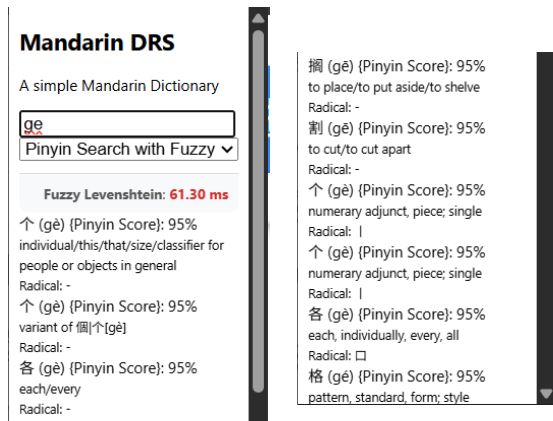 Mandarin DRS
A simple Mandarin Dictionary
ge
Pinyin Search with Fuzzy
Fuzzy Levenshtein: 61.30 ms
个 (gè) {Pinyin Score}: 95%
individual/this/that/size/classifier for
people or objects in general
Radical: -
个 (gè) {Pinyin Score}: 95%
variant of 個|个[gè]
Radical: -
各 (gè) {Pinyin Score}: 95%
each/every
Radical: -
搁 (gē) {Pinyin Score}: 95%
to place/to put aside/to shelve
Radical: -
割 (gē) {Pinyin Score}: 95%
to cut/to cut apart
Radical: -
个 (gè) {Pinyin Score}: 95%
numerary adjunct, piece; single
Radical: 丨
个 (gè) {Pinyin Score}: 95%
numerary adjunct, piece; single
Radical: 丨
各 (gè) {Pinyin Score}: 95%
each, individually, every, all
Radical: 口
格 (gé) {Pinyin Score}: 95%
pattern, standard, form; style